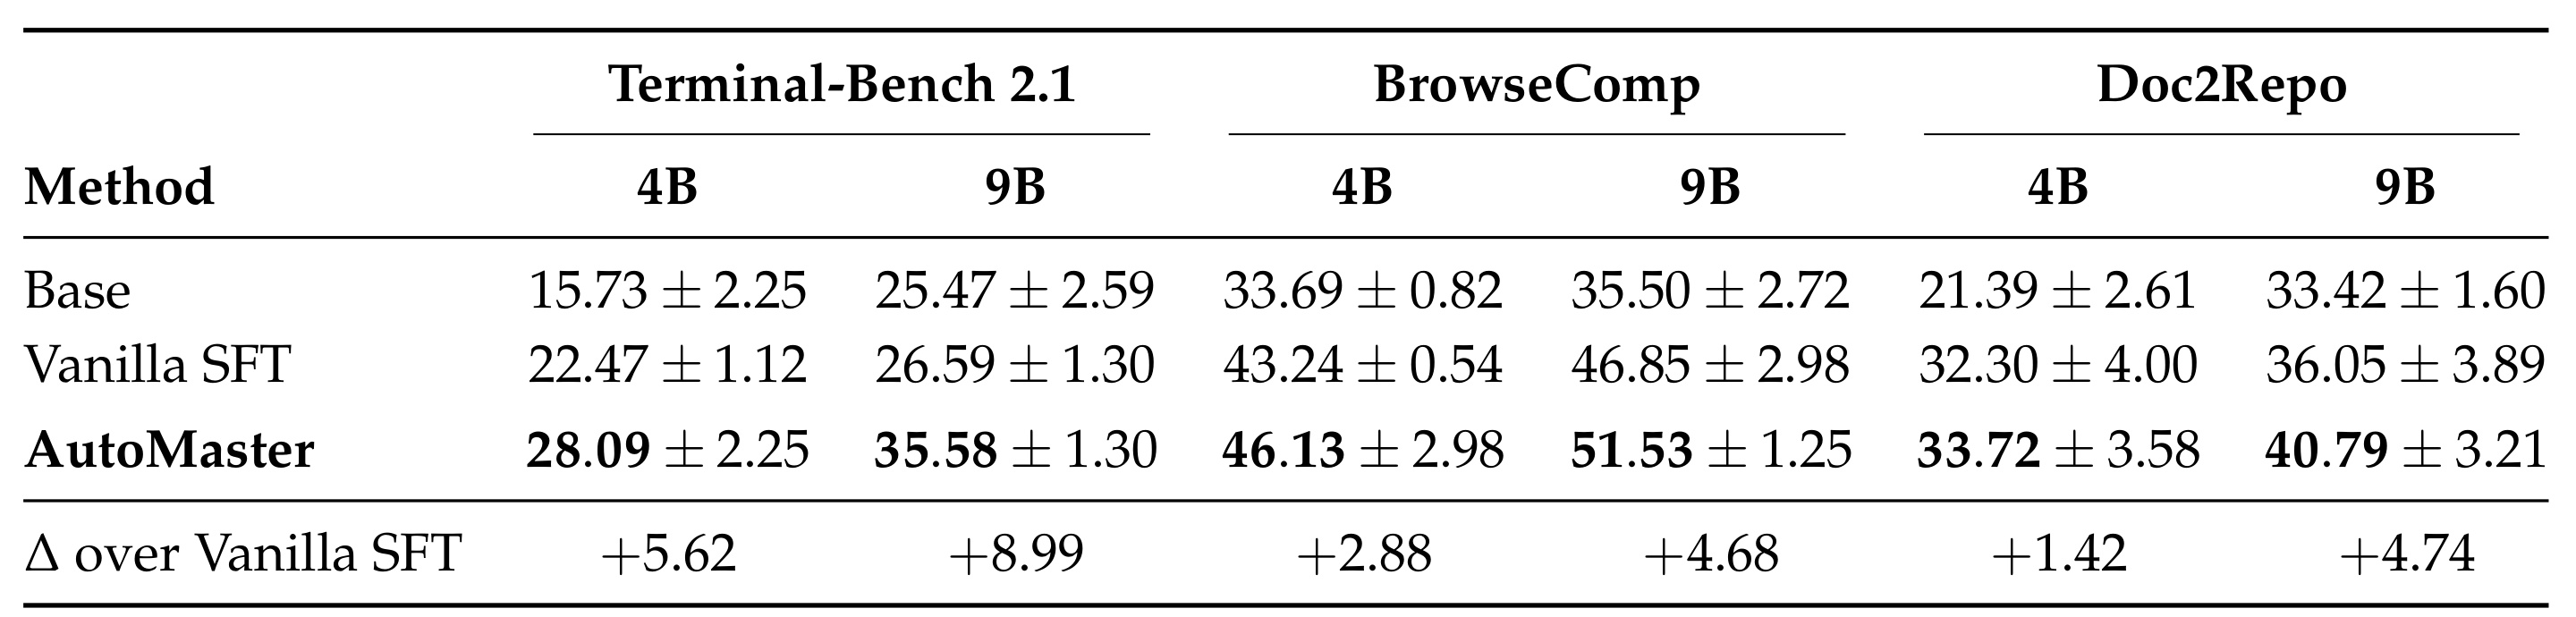 Terminal-Bench 2.1 BrowseComp Doc2Repo
Method 4B 9B 4B 9B 4B 9B
Base 15.73 ± 2.25 25.47 ± 2.59 33.69 ± 0.82 35.50 ± 2.72 21.39 ± 2.61 33.42 ± 1.60
Vanilla SFT 22.47 ± 1.12 26.59 ± 1.30 43.24 ± 0.54 46.85 ± 2.98 32.30 ± 4.00 36.05 ± 3.89
AutoMaster 28.09 ± 2.25 35.58 ± 1.30 46.13 ± 2.98 51.53 ± 1.25 33.72 ± 3.58 40.79 ± 3.21
Δ over Vanilla SFT +5.62 +8.99 +2.88 +4.68 +1.42 +4.74